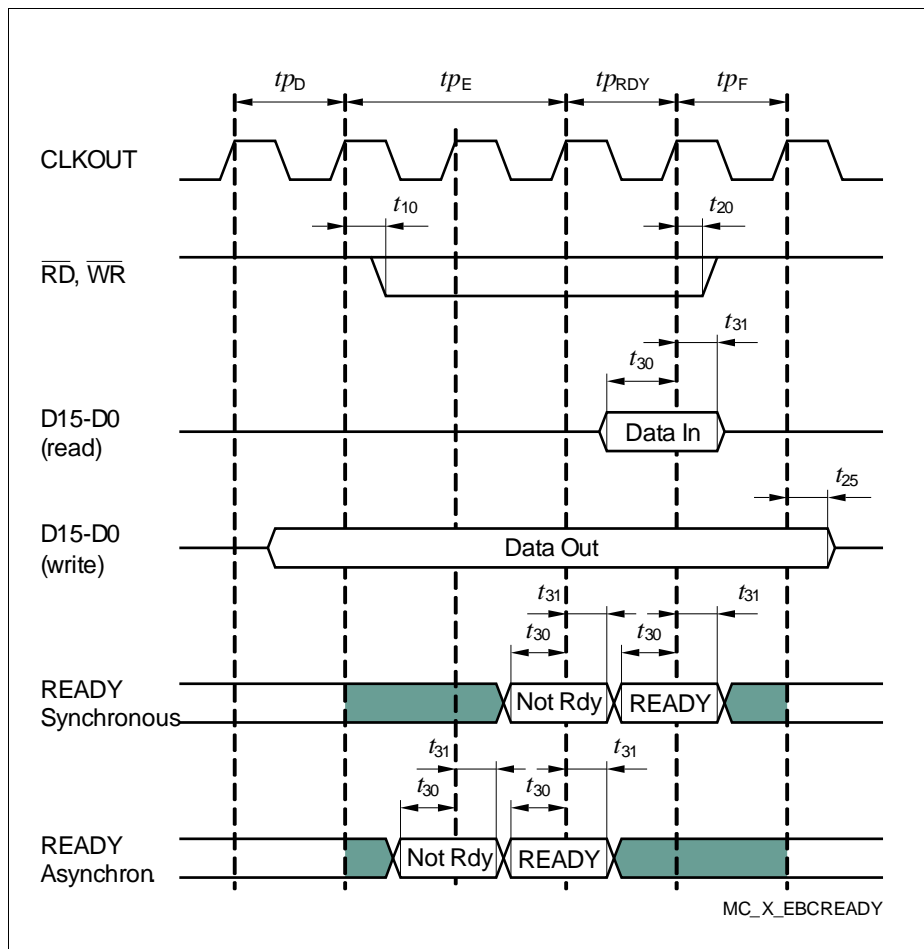 tpD tpE tpRDY tpF
CLKOUT
t10 t20
RD, WR
t31
t30
D15-D0
(read)
Data In
t25
D15-D0
(write)
Data Out
t31 t31
t30 t30
READY
Synchronous
Not Rdy READY
t31 t31
t30 t30
READY
Asynchron.
Not Rdy READY
MC_X_EBCREADY